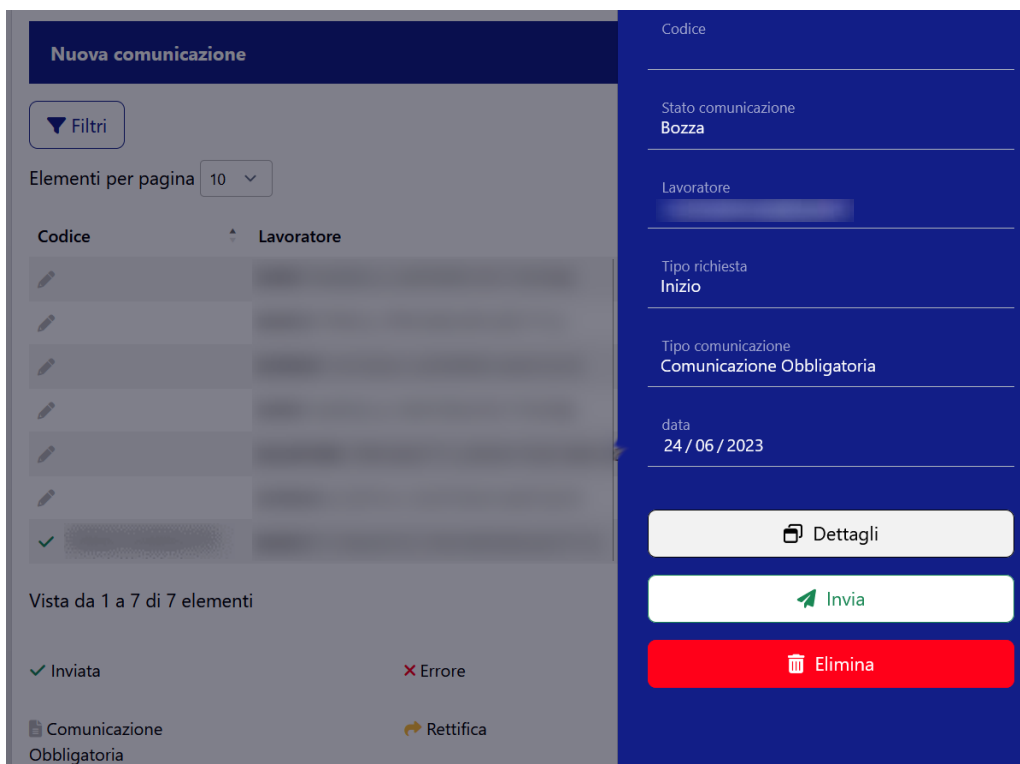 Nuova comunicazione
Filtri
Elementi per pagina 10
Codice Lavoratore
Vista da 1 a 7 di 7 elementi
Inviata Errore
Comunicazione Rettifica
Obbligatoria
Codice
Stato comunicazione
Bozza
Lavoratore
Tipo richiesta
Inizio
Tipo comunicazione
Comunicazione Obbligatoria
data
24 / 06 / 2023
Dettagli
Invia
Elimina